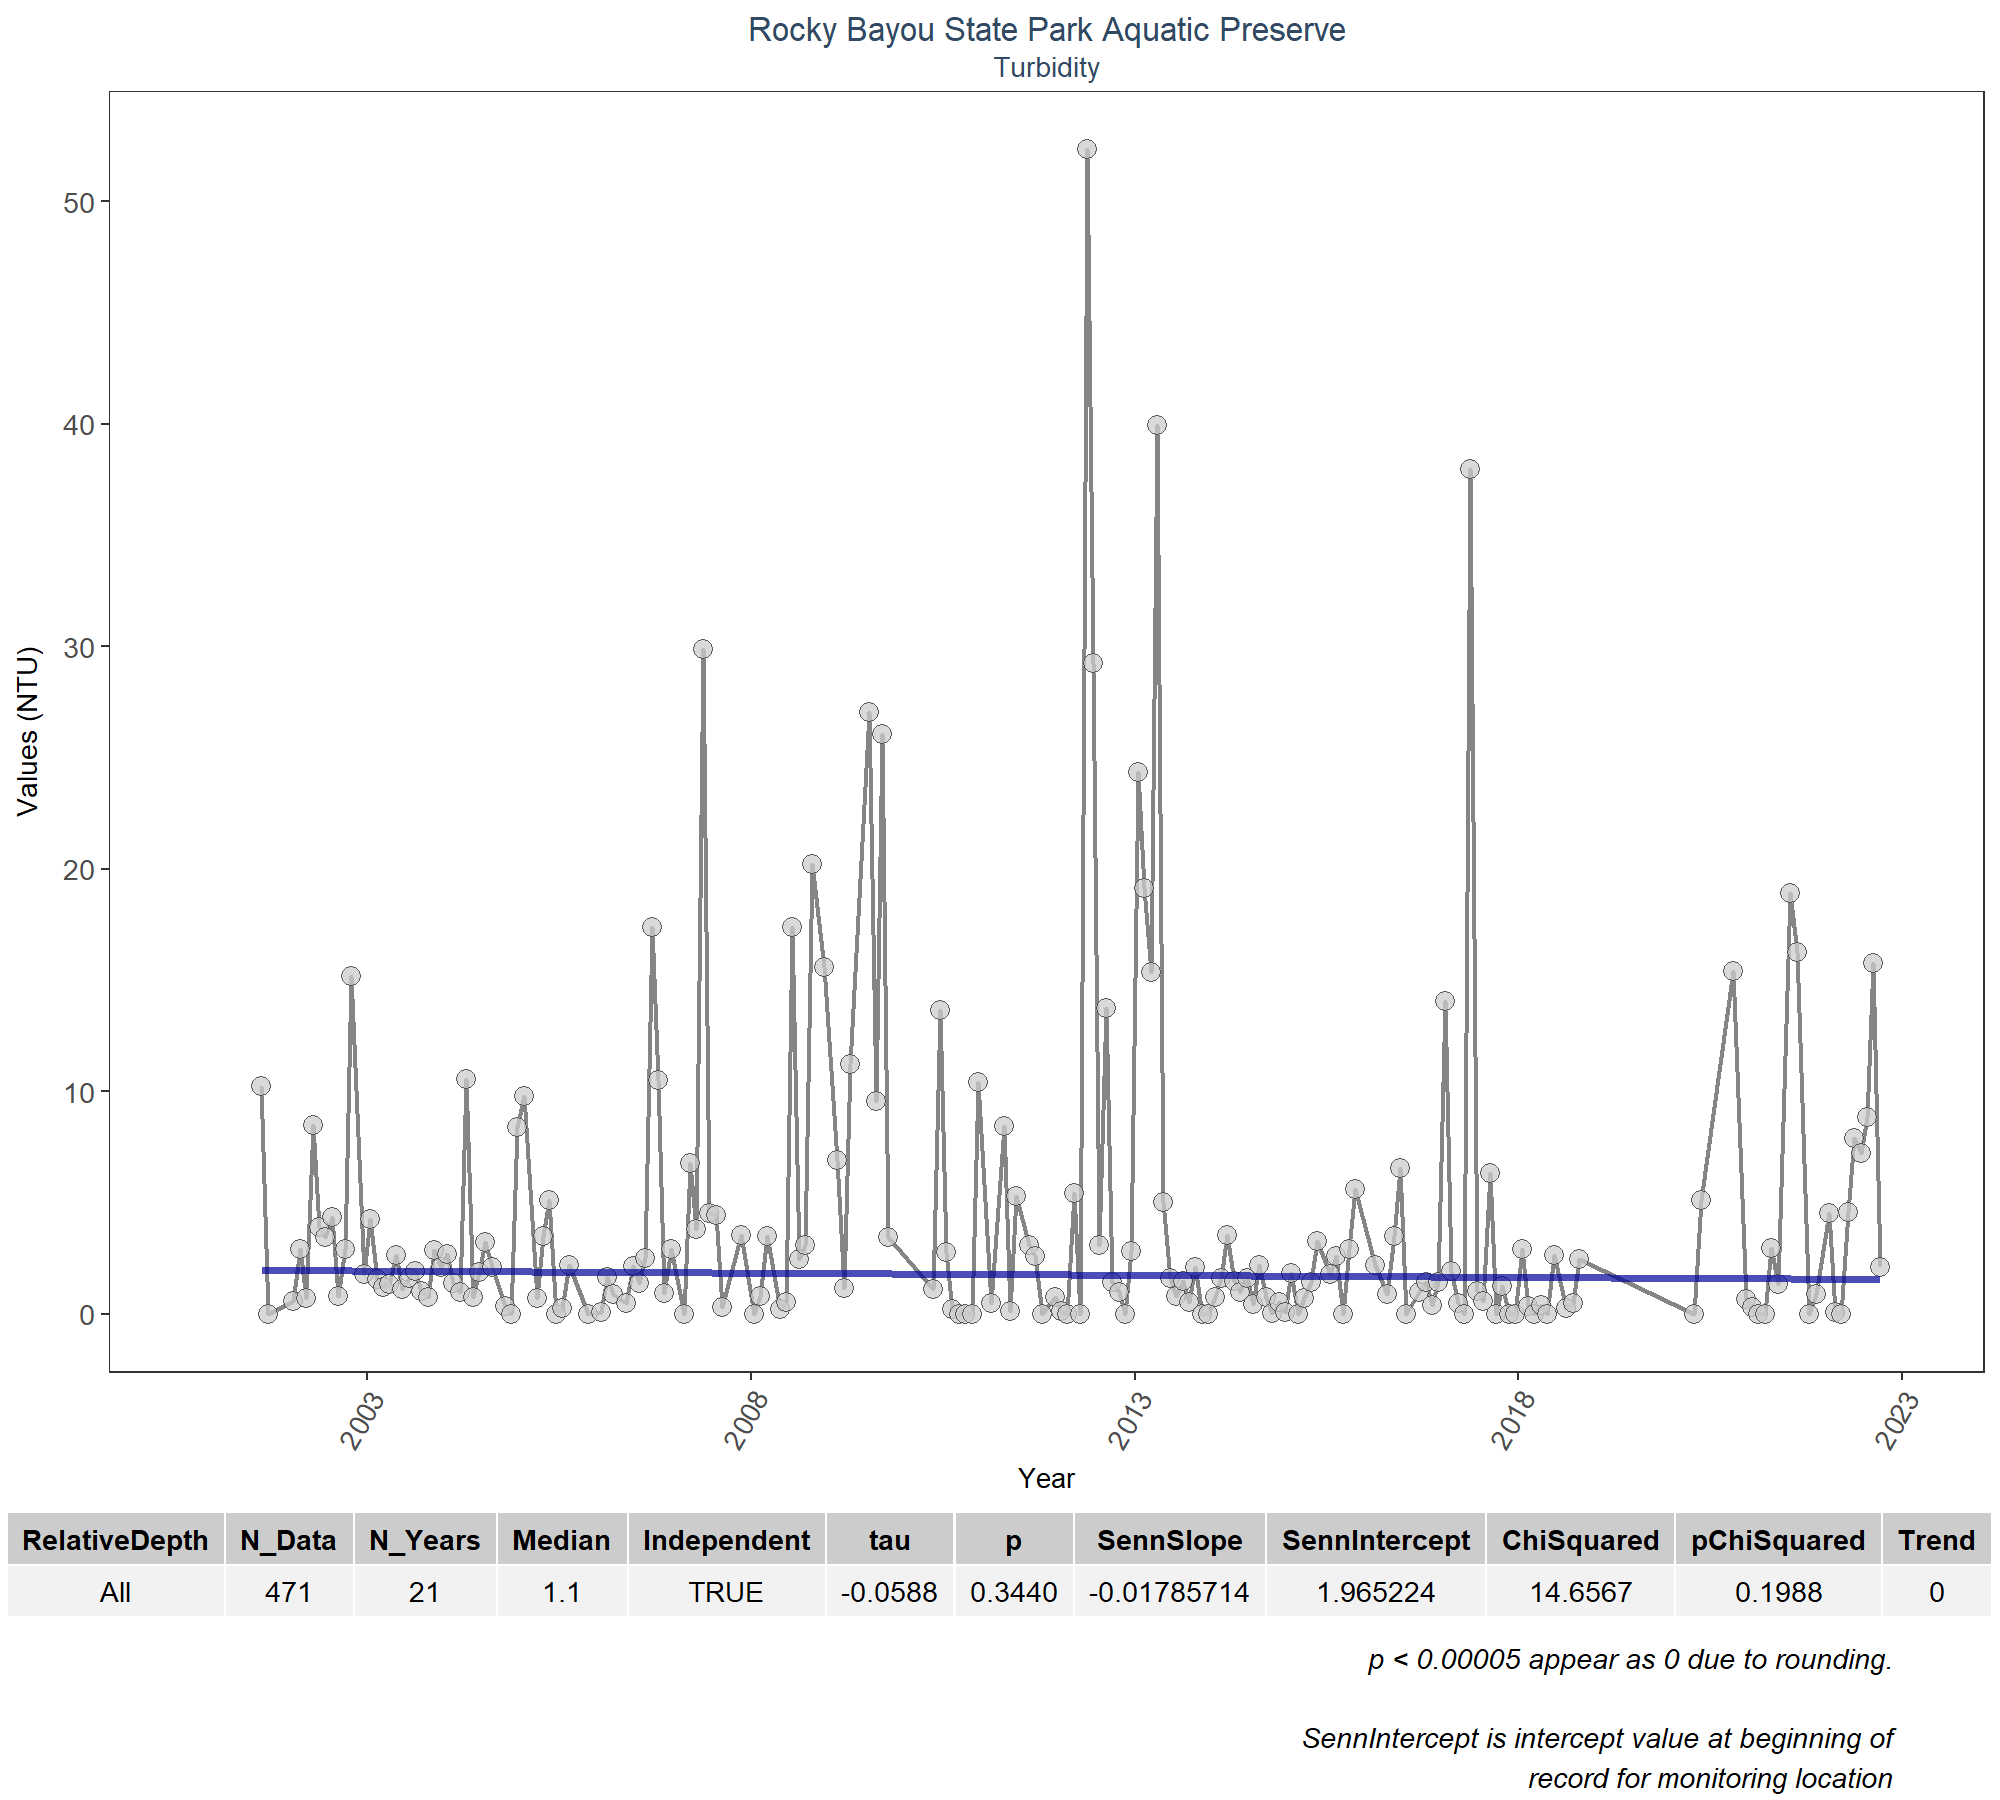 Rocky Bayou State Park Aquatic Preserve
Turbidity
Values (NTU)
50
40
30
20
10
0
2003 2008 2013 2018 2023
Year
RelativeDepth N_Data N_Years Median Independent tau p SennSlope SennIntercept ChiSquared pChiSquared Trend
All 471 21 1.1 TRUE -0.0588 0.3440 -0.01785714 1.965224 14.6567 0.1988 0
p < 0.00005 appear as 0 due to rounding.
SennIntercept is intercept value at beginning of
record for monitoring location